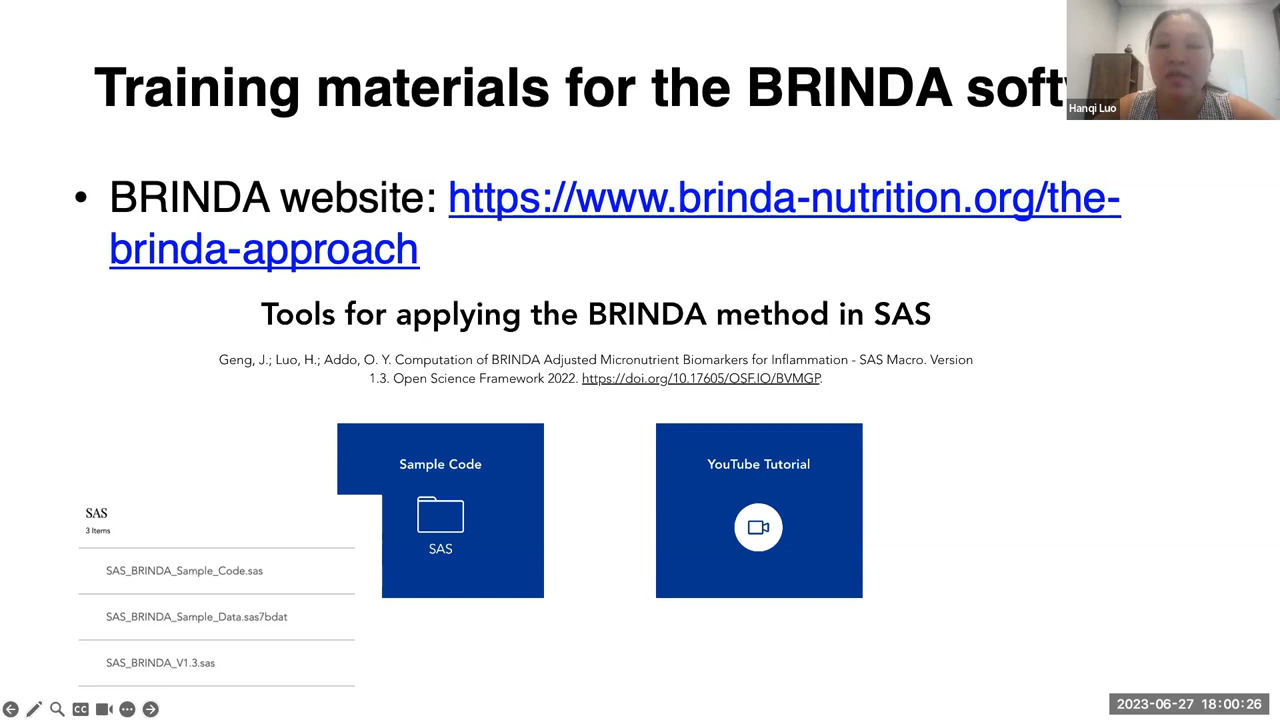 Training materials for the BRINDA soft
Hanqi Luo
• BRINDA website: https://www.brinda-nutrition.org/the-
brinda-approach
Tools for applying the BRINDA method in SAS
Geng, J.; Luo, H.; Addo, O. Y. Computation of BRINDA Adjusted Micronutrient Biomarkers for Inflammation - SAS Macro. Version
1.3. Open Science Framework 2022. https://doi.org/10.17605/OSF.IO/BVMGP.
Sample Code
SAS
YouTube Tutorial
SAS
3 Items
SAS_BRINDA_Sample_Code.sas
SAS_BRINDA_Sample_Data.sas7bdat
SAS_BRINDA_V1.3.sas
CC
2023-06-27 18:00:26